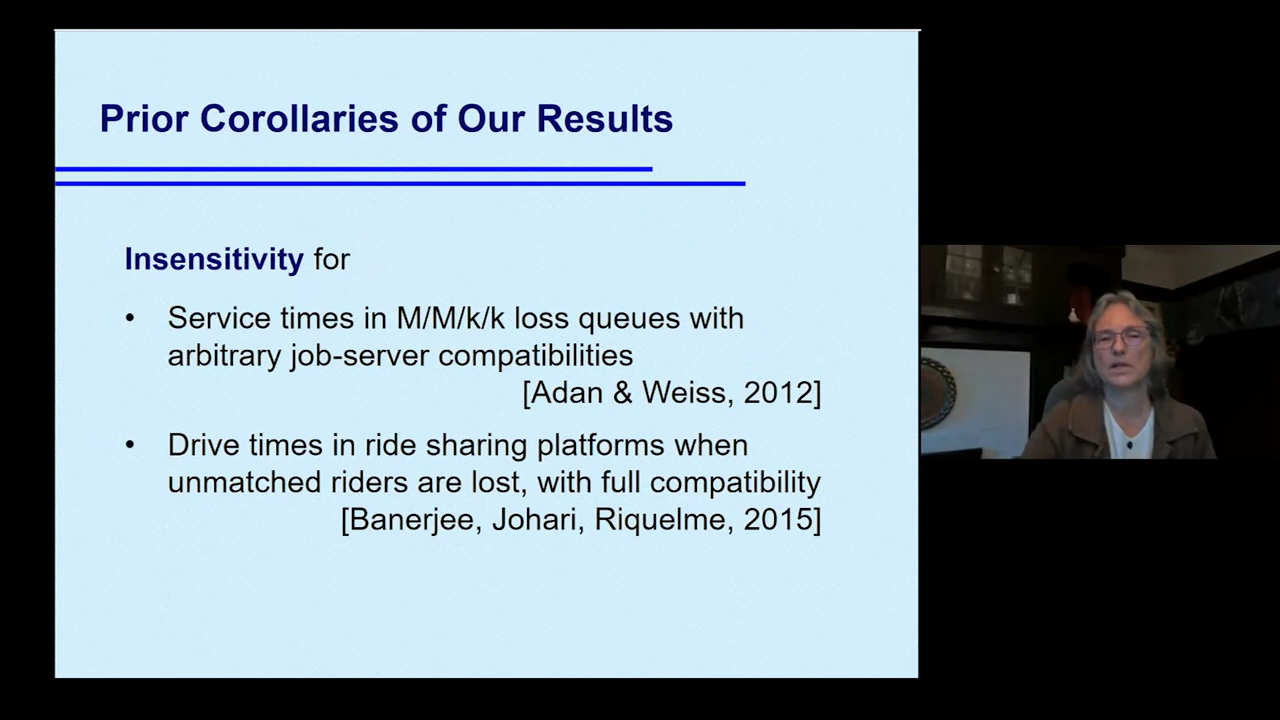 Prior Corollaries of Our Results
Insensitivity for
• Service times in M/M/k/k loss queues with
arbitrary job-server compatibilities
[Adan & Weiss, 2012]
• Drive times in ride sharing platforms when
unmatched riders are lost, with full compatibility
[Banerjee, Johari, Riquelme, 2015]